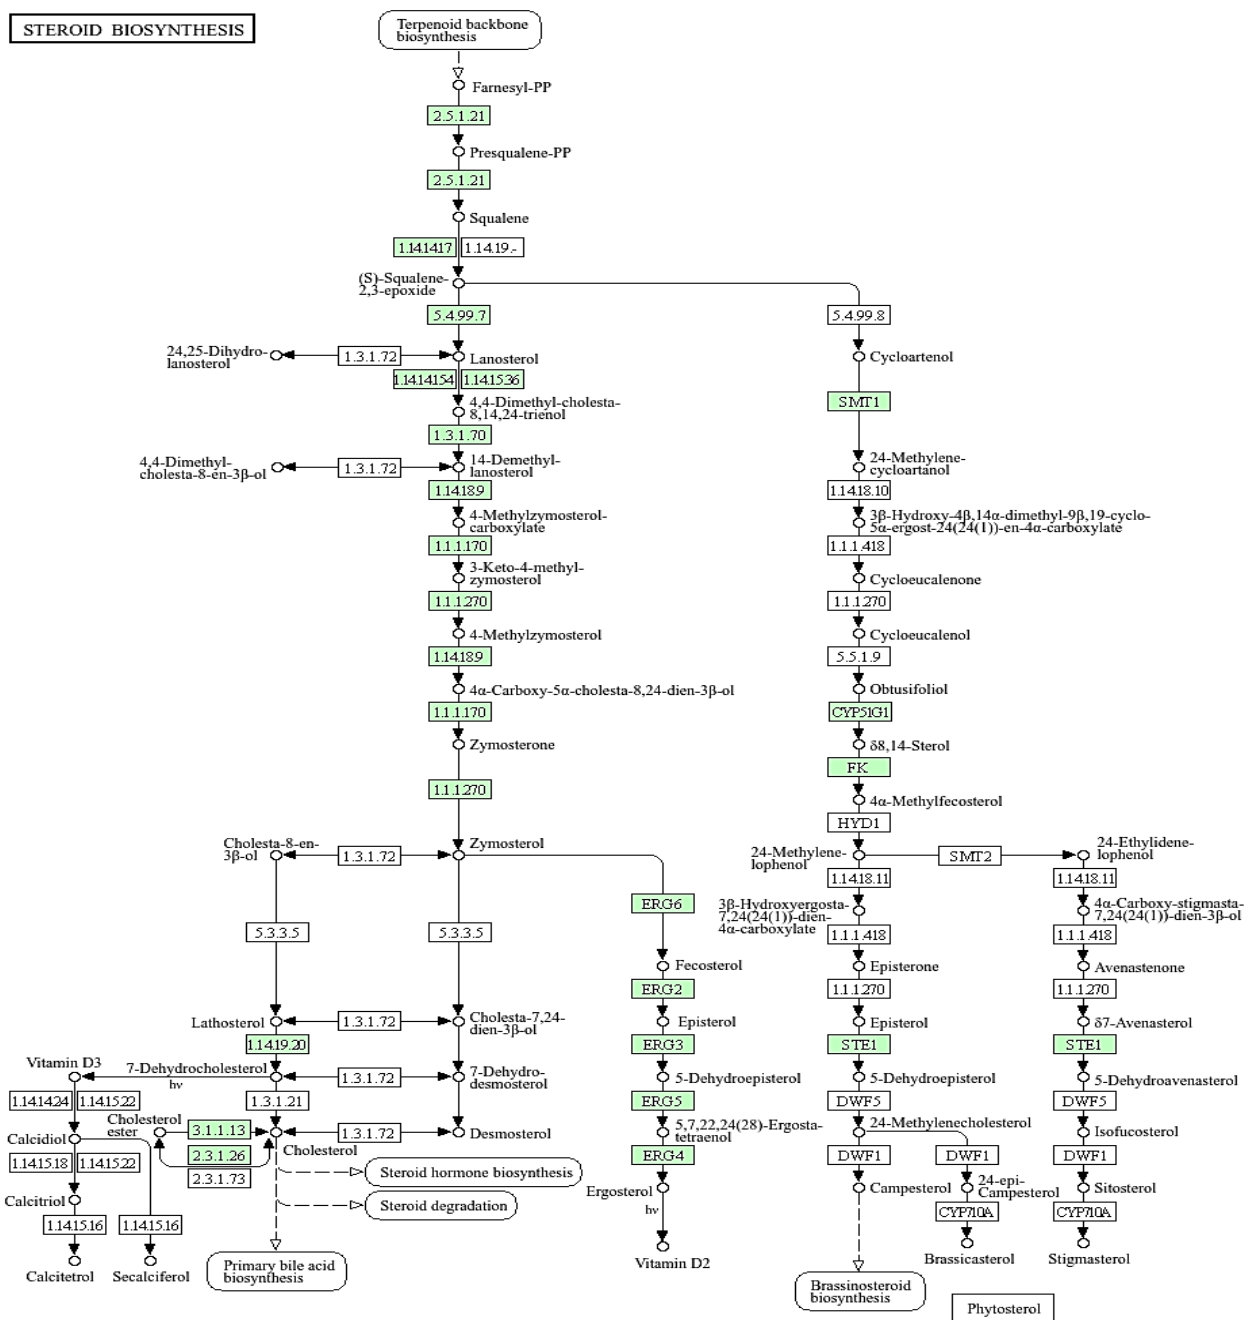 STEROID BIOSYNTHESIS
Terpenoid backbone
biosynthesis
Farnesyl-PP
2.5.1.21
Presqualene-PP
2.5.1.21
Squalene
1.14.14.17
1.14.19.-
(S)-Squalene-
2,3-epoxide
5.4.99.7
5.4.99.8
24,25-Dihydro-
lanosterol
1.3.1.72
Lanosterol
Cycloartenol
1.14.14.154
1.14.15.36
SMT1
4,4-Dimethyl-cholesta-
8,14,24-trienol
1.3.1.70
4,4-Dimethyl-
cholesta-8-en-3β-ol
1.3.1.72
14-Demethyl-
lanosterol
24-Methylene-
cycloartanol
1.14.18.9
1.14.18.10
4-Methylzymosterol-
carboxylate
3β-Hydroxy-4β,14α-dimethyl-9β,19-cyclo-
5α-ergost-24(24(1))-en-4α-carboxylate
1.1.1.170
1.1.1.418
3-Keto-4-methyl-
zymosterol
Cycloeucalenone
1.1.1.270
1.1.1.270
4-Methylzymosterol
Cycloeucalenol
1.14.18.9
5.5.1.9
4α-Carboxy-5α-cholesta-8,24-dien-3β-ol
Obtusifoliol
1.1.1.170
CYP51G1
Zymosterone
δ8,14-Sterol
FK
1.1.1.270
4α-Methylfecosterol
HYD1
Cholesta-8-en-
3β-ol
1.3.1.72
Zymosterol
24-Methylene-
lophenol
SMT2
24-Ethylidene-
lophenol
1.14.18.11
1.14.18.11
ERG6
3β-Hydroxyergosta-
7,24(24(1))-dien-
4α-carboxylate
4α-Carboxy-stigmasta-
7,24(24(1))-dien-3β-ol
5.3.3.5
5.3.3.5
1.1.1.418
1.1.1.418
Fecosterol
Episterone
Avenastenone
ERG2
1.1.1.270
1.1.1.270
Lathosterol
1.3.1.72
Cholesta-7,24-
dien-3β-ol
Episterol
Episterol
δ7-Avenasterol
1.14.19.20
ERG3
STE1
STE1
Vitamin D3
7-Dehydrocholesterol
hν
1.3.1.72
7-Dehydro-
desmosterol
5-Dehydroepisterol
5-Dehydroepisterol
5-Dehydroavenasterol
1.14.14.24
1.14.15.22
1.3.1.21
ERG5
DWF5
DWF5
Cholesterol
ester
3.1.1.13
Calcidiol
Cholesterol
1.3.1.72
Desmosterol
5,7,22,24(28)-Ergosta-
tetraenol
24-Methylenecholesterol
Isofucosterol
2.3.1.26
2.3.1.73
1.14.15.18
1.14.15.22
ERG4
DWF1
DWF1
DWF1
Steroid hormone biosynthesis
Calcitriol
Steroid degradation
Ergosterol
hν
Campesterol
24-epi-
Campesterol
Sitosterol
1.14.15.16
1.14.15.16
CYP710A
CYP710A
Calcitetrol
Secalciferol
Primary bile acid
biosynthesis
Vitamin D2
Brassicasterol
Stigmasterol
Brassinosteroid
biosynthesis
Phytosterol